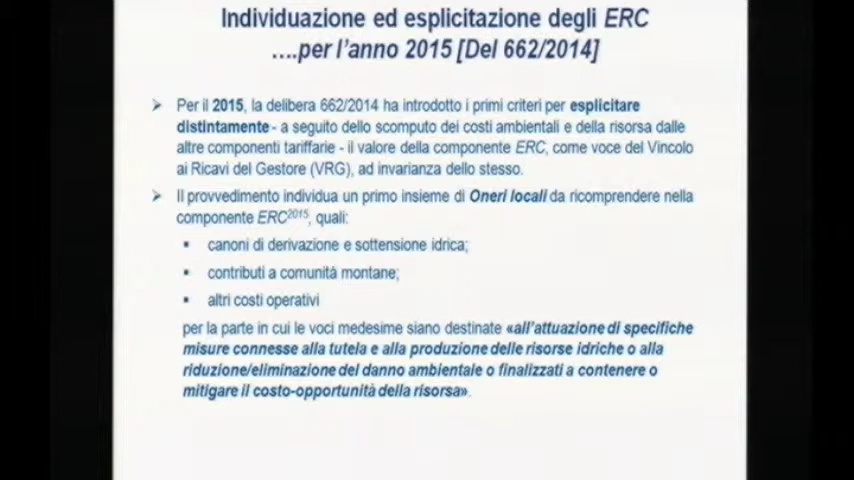 Individuazione ed esplicitazione degli ERC
….per l'anno 2015 [Del 662/2014]
Per il 2015, la delibera 662/2014 ha introdotto i primi criteri per esplicitare
distintamente - a seguito dello scomputo dei costi ambientali e della risorsa dalle
altre componenti tariffarie - il valore della componente ERC, come voce del Vincolo
ai Ricavi del Gestore (VRG), ad invarianza dello stesso.
Il provvedimento individua un primo insieme di Oneri locali da ricomprendere nella
componente ERC2015, quali:
canoni di derivazione e sottensione idrica;
contributi a comunità montane;
altri costi operativi
per la parte in cui le voci medesime siano destinate «all'attuazione di specifiche
misure connesse alla tutela e alla produzione delle risorse idriche o alla
riduzione/eliminazione del danno ambientale o finalizzati a contenere o
mitigare il costo-opportunità della risorsa».